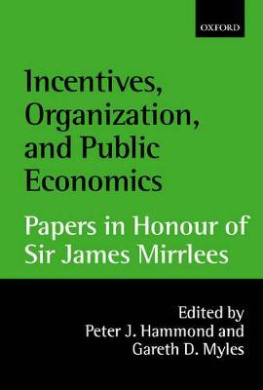 OXFORD
Incentives,
Organization,
and Public
Economics
Papers in Honour of
Sir James Mirrlees
Edited by
Peter J. Hammond and
Gareth D. Myles